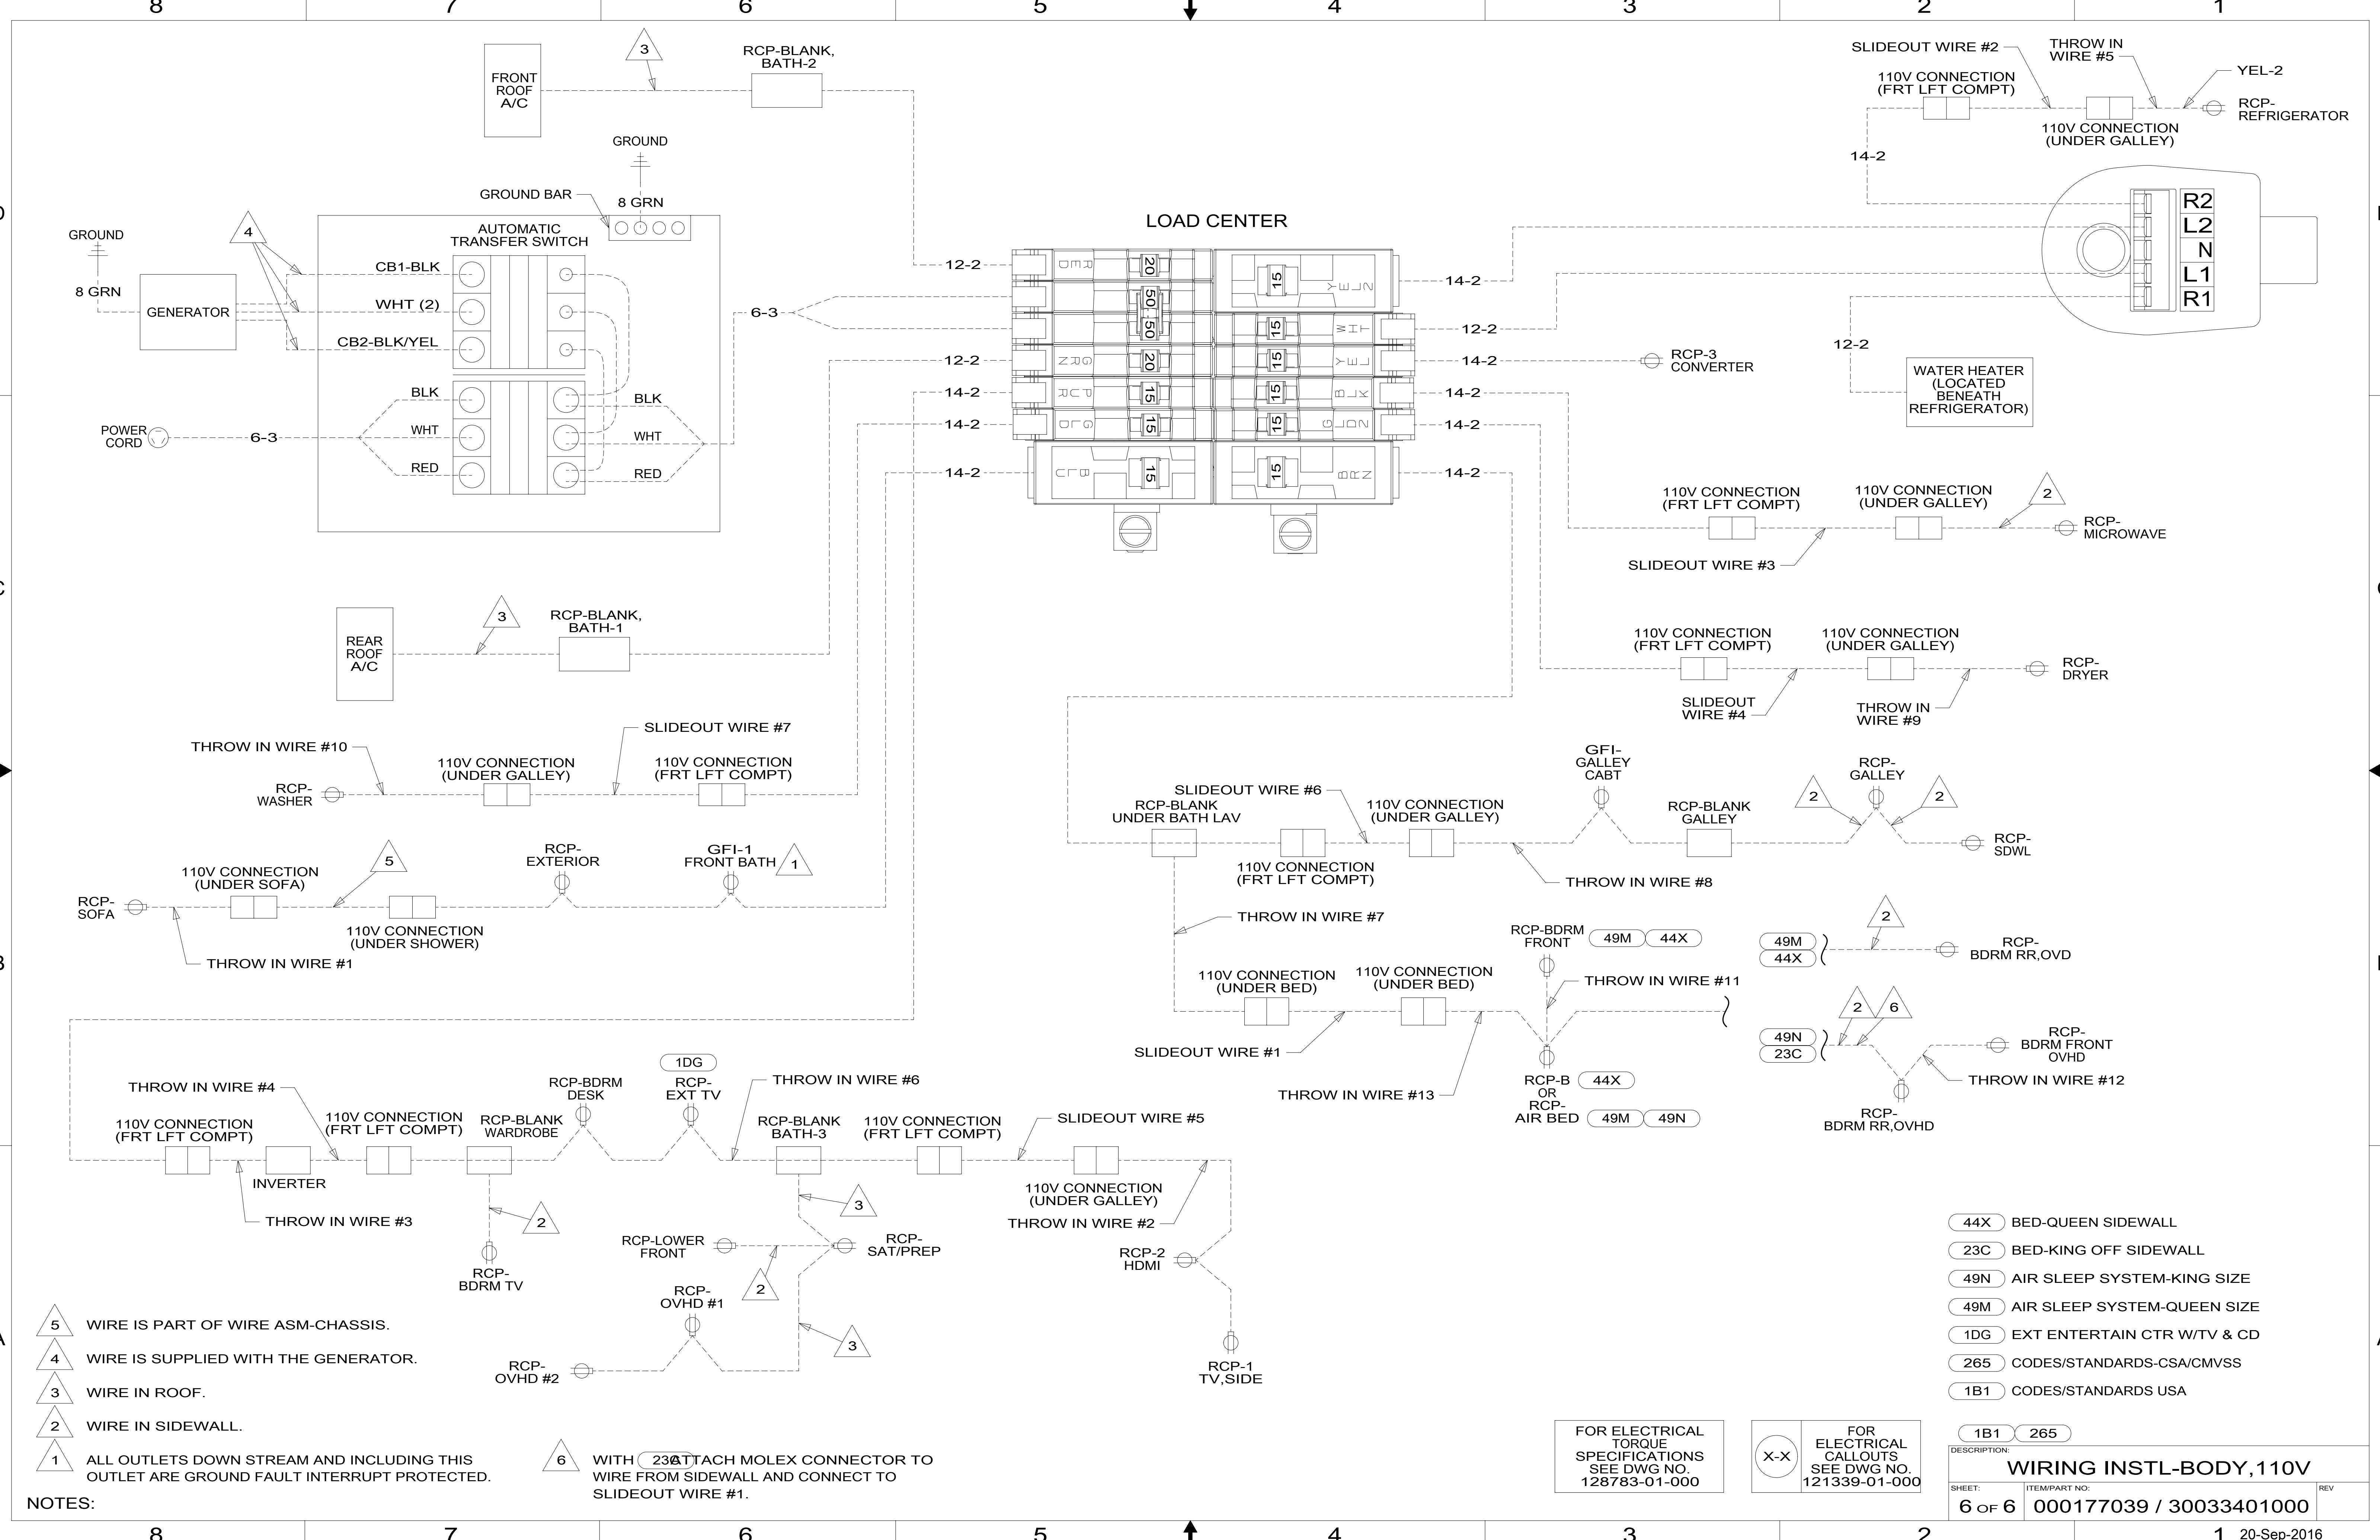 8 7 6 5 4 3 2 1
FRONT
ROOF
A/C
3
RCP-BLANK,
BATH-2
SLIDEOUT WIRE #2
THROW IN
WIRE #5
YEL-2
110V CONNECTION
(FRT LFT COMPT)
RCP-
REFRIGERATOR
110V CONNECTION
(UNDER GALLEY)
14-2
GROUND
GROUND BAR
8 GRN
AUTOMATIC
TRANSFER SWITCH
GROUND
4
8 GRN
GENERATOR
CB1-BLK
WHT (2)
CB2-BLK/YEL
BLK
WHT
RED
BLK
WHT
RED
POWER
CORD
6-3
6-3
LOAD CENTER
12-2
12-2
14-2
14-2
14-2
RED
20
50
50
GRN
20
PUR
15
GLD
15
BLU
15
15
YEL2
15
WHT
15
YEL
15
BLK
15
GLD2
15
BRN
14-2
12-2
14-2
14-2
14-2
14-2
R2
L2
N
L1
R1
12-2
RCP-3
CONVERTER
WATER HEATER
(LOCATED
BENEATH
REFRIGERATOR)
110V CONNECTION
(FRT LFT COMPT)
110V CONNECTION
(UNDER GALLEY)
2
RCP-
MICROWAVE
SLIDEOUT WIRE #3
REAR
ROOF
A/C
3
RCP-BLANK,
BATH-1
110V CONNECTION
(FRT LFT COMPT)
110V CONNECTION
(UNDER GALLEY)
RCP-
DRYER
SLIDEOUT
WIRE #4
THROW IN
WIRE #9
THROW IN WIRE #10
SLIDEOUT WIRE #7
110V CONNECTION
(UNDER GALLEY)
110V CONNECTION
(FRT LFT COMPT)
RCP-
WASHER
SLIDEOUT WIRE #6
RCP-BLANK
UNDER BATH LAV
110V CONNECTION
(UNDER GALLEY)
GFI-
GALLEY
CABT
RCP-BLANK
GALLEY
2
RCP-
GALLEY
2
RCP-
SDWL
110V CONNECTION
(FRT LFT COMPT)
THROW IN WIRE #8
5
RCP-
EXTERIOR
GFI-1
FRONT BATH
1
110V CONNECTION
(UNDER SOFA)
RCP-
SOFA
110V CONNECTION
(UNDER SHOWER)
THROW IN WIRE #1
THROW IN WIRE #7
RCP-BDRM
FRONT
49M
44X
49M
44X
2
RCP-
BDRM RR,OVD
110V CONNECTION
(UNDER BED)
110V CONNECTION
(UNDER BED)
THROW IN WIRE #11
2
6
49N
23C
RCP-
BDRM FRONT
OVHD
SLIDEOUT WIRE #1
THROW IN WIRE #13
RCP-B
OR
RCP-
AIR BED
44X
49M
49N
THROW IN WIRE #12
RCP-
BDRM RR,OVHD
1DG
THROW IN WIRE #4
RCP-BDRM
DESK
RCP-
EXT TV
THROW IN WIRE #6
110V CONNECTION
(FRT LFT COMPT)
110V CONNECTION
(FRT LFT COMPT)
RCP-BLANK
WARDROBE
RCP-BLANK
BATH-3
110V CONNECTION
(FRT LFT COMPT)
SLIDEOUT WIRE #5
INVERTER
THROW IN WIRE #3
2
3
110V CONNECTION
(UNDER GALLEY)
THROW IN WIRE #2
RCP-
BDRM TV
RCP-LOWER
FRONT
2
RCP-
SAT/PREP
RCP-2
HDMI
RCP-
OVHD #1
3
RCP-
OVHD #2
RCP-1
TV,SIDE
44X BED-QUEEN SIDEWALL
23C BED-KING OFF SIDEWALL
49N AIR SLEEP SYSTEM-KING SIZE
49M AIR SLEEP SYSTEM-QUEEN SIZE
1DG EXT ENTERTAIN CTR W/TV & CD
265 CODES/STANDARDS-CSA/CMVSS
1B1 CODES/STANDARDS USA
5 WIRE IS PART OF WIRE ASM-CHASSIS.
4 WIRE IS SUPPLIED WITH THE GENERATOR.
3 WIRE IN ROOF.
2 WIRE IN SIDEWALL.
1 ALL OUTLETS DOWN STREAM AND INCLUDING THIS
OUTLET ARE GROUND FAULT INTERRUPT PROTECTED.
6 WITH 23C ATTACH MOLEX CONNECTOR TO
WIRE FROM SIDEWALL AND CONNECT TO
SLIDEOUT WIRE #1.
NOTES:
FOR ELECTRICAL
TORQUE
SPECIFICATIONS
SEE DWG NO.
128783-01-000
X-X
FOR
ELECTRICAL
CALLOUTS
SEE DWG NO.
121339-01-000
1B1
265
DESCRIPTION:
WIRING INSTL-BODY,110V
SHEET:
6 OF 6
ITEM/PART NO:
000177039 / 30033401000
REV
8 7 6 5 4 3 2 1
20-Sep-2016